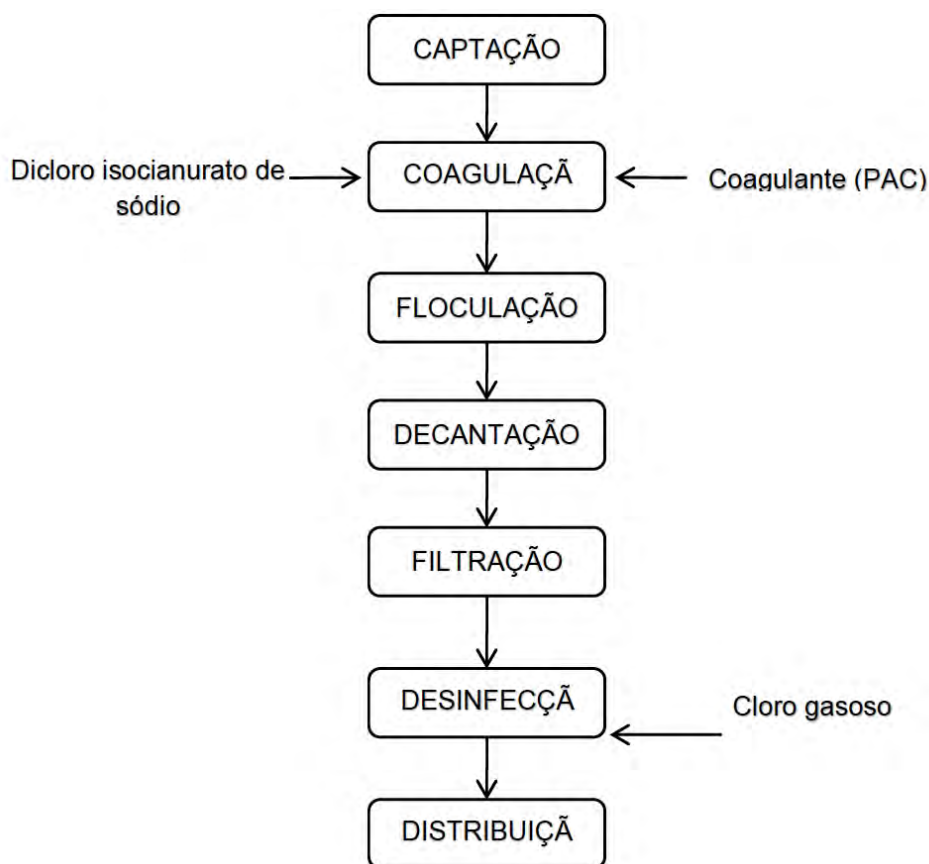 CAPTAÇÃO
Dicloro isocianurato de
sódio
COAGULAÇÃ
Coagulante (PAC)
FLOCULAÇÃO
DECANTAÇÃO
FILTRAÇÃO
DESINFECÇÃ
Cloro gasoso
DISTRIBUIÇÃ